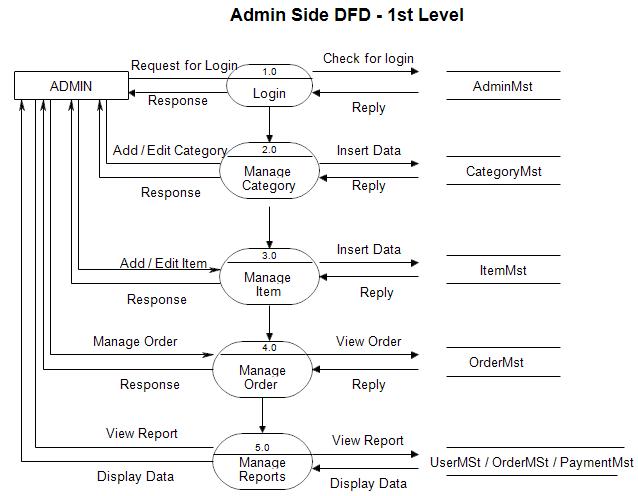 Admin Side DFD - 1st Level
Request for Login
1.0
Check for login
ADMIN
Login
AdminMst
Response
Reply
Add / Edit Category
2.0
Insert Data
Manage
Category
CategoryMst
Response
Reply
Add / Edit Item
3.0
Insert Data
Manage
Item
ItemMst
Response
Reply
Manage Order
4.0
View Order
Manage
Order
OrderMst
Response
Reply
View Report
5.0
View Report
Manage
Reports
UserMSt / OrderMSt / PaymentMst
Display Data
Display Data